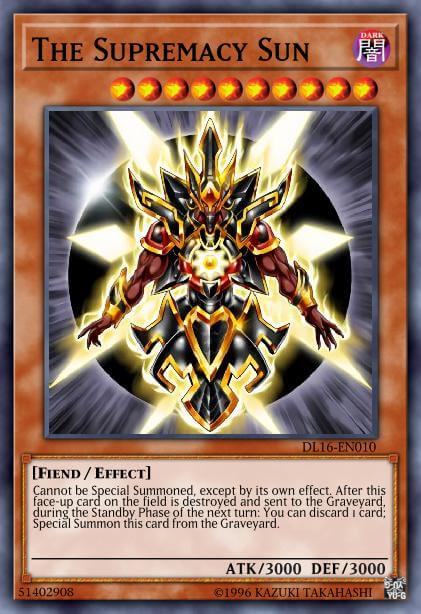 THE SUPREMACY SUN
DARK
闇
DL16-EN010
[FIEND / EFFECT]
Cannot be Special Summoned, except by its own effect. After this
face-up card on the field is destroyed and sent to the Graveyard,
during the Standby Phase of the next turn: You can discard 1 card;
Special Summon this card from the Graveyard.
ATK/3000 DEF/3000
51402908
©1996 KAZUKI TAKAHASHI